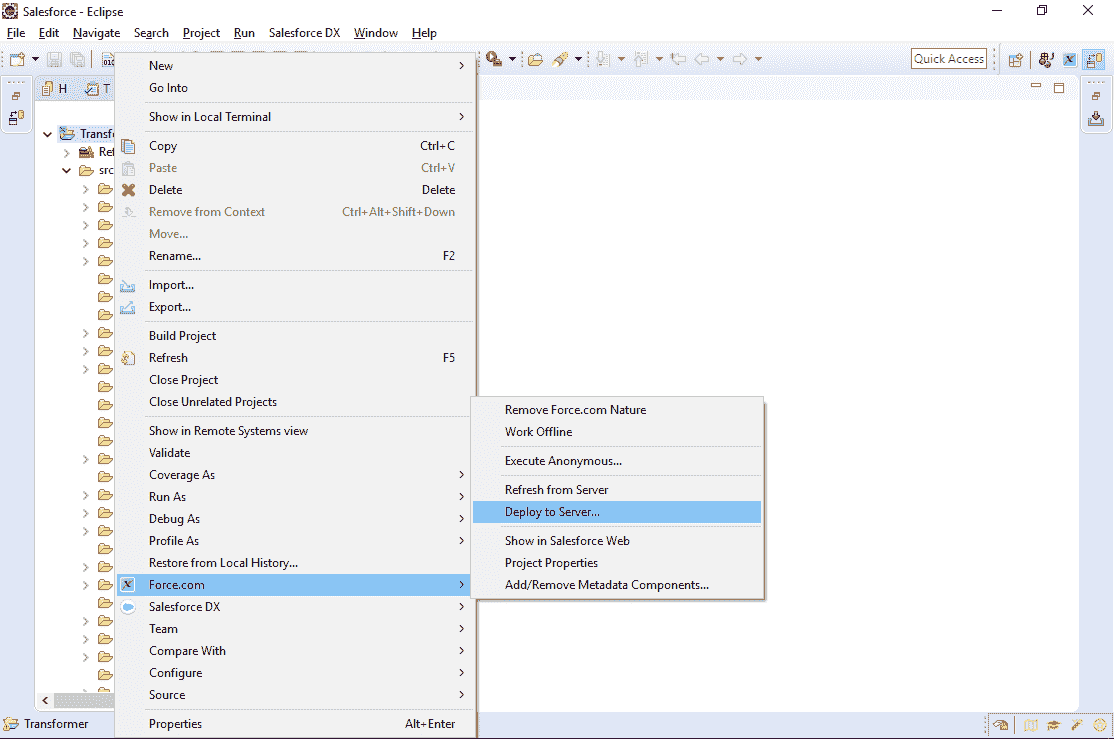 Salesforce - Eclipse
File Edit Navigate Search Project Run Salesforce DX Window Help
Quick Access
H T
Transf
Ref
src
New
Go Into
Show in Local Terminal
Copy Ctrl+C
Paste Ctrl+V
Delete Delete
Remove from Context Ctrl+Alt+Shift+Down
Move...
Rename... F2
Import...
Export...
Build Project
Refresh F5
Close Project
Close Unrelated Projects
Show in Remote Systems view
Validate
Coverage As
Run As
Debug As
Profile As
Restore from Local History...
Force.com
Salesforce DX
Team
Compare With
Configure
Source
Properties Alt+Enter
Remove Force.com Nature
Work Offline
Execute Anonymous...
Refresh from Server
Deploy to Server...
Show in Salesforce Web
Project Properties
Add/Remove Metadata Components...
Transformer